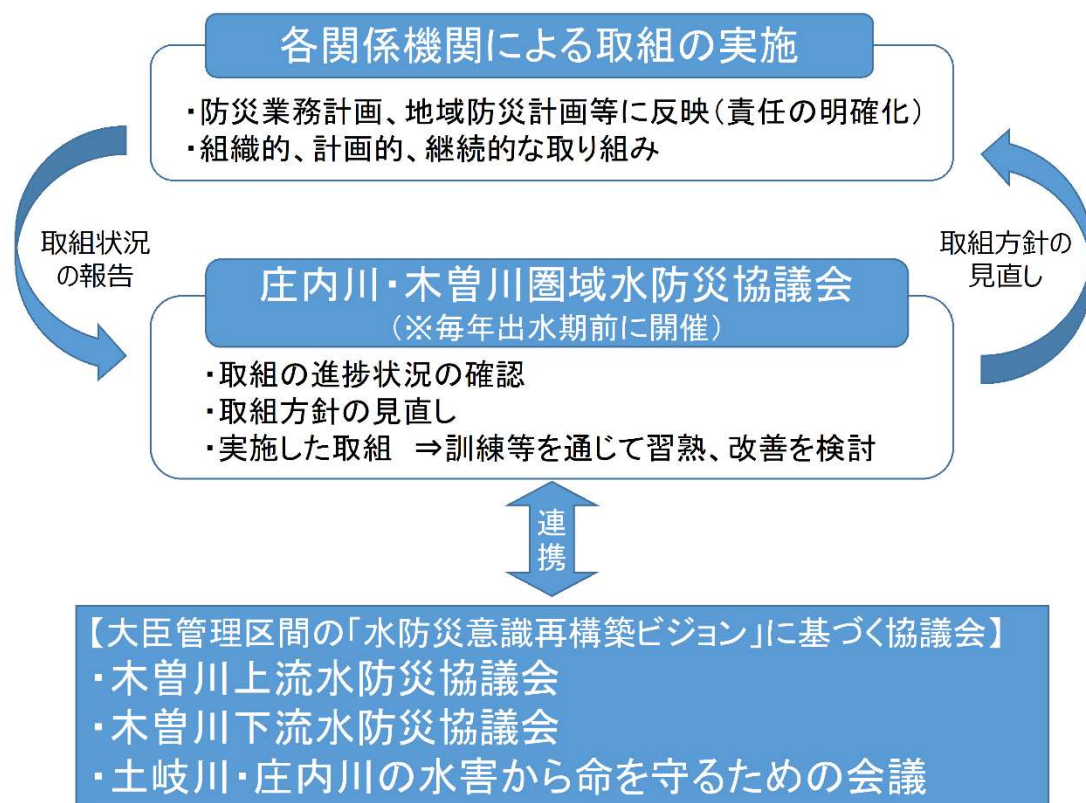 各関係機関による取組の実施
・防災業務計画、地域防災計画等に反映(責任の明確化)
・組織的、計画的、継続的な取り組み
取組状況
の報告
取組方針の
見直し
庄内川・木曽川圏域水防災協議会
(※毎年出水期前に開催)
・取組の進捗状況の確認
・取組方針の見直し
・実施した取組 ⇒訓練等を通じて習熟、改善を検討
連携
【大臣管理区間の「水防災意識再構築ビジョン」に基づく協議会】
・木曽川上流水防災協議会
・木曽川下流水防災協議会
・土岐川・庄内川の水害から命を守るための会議